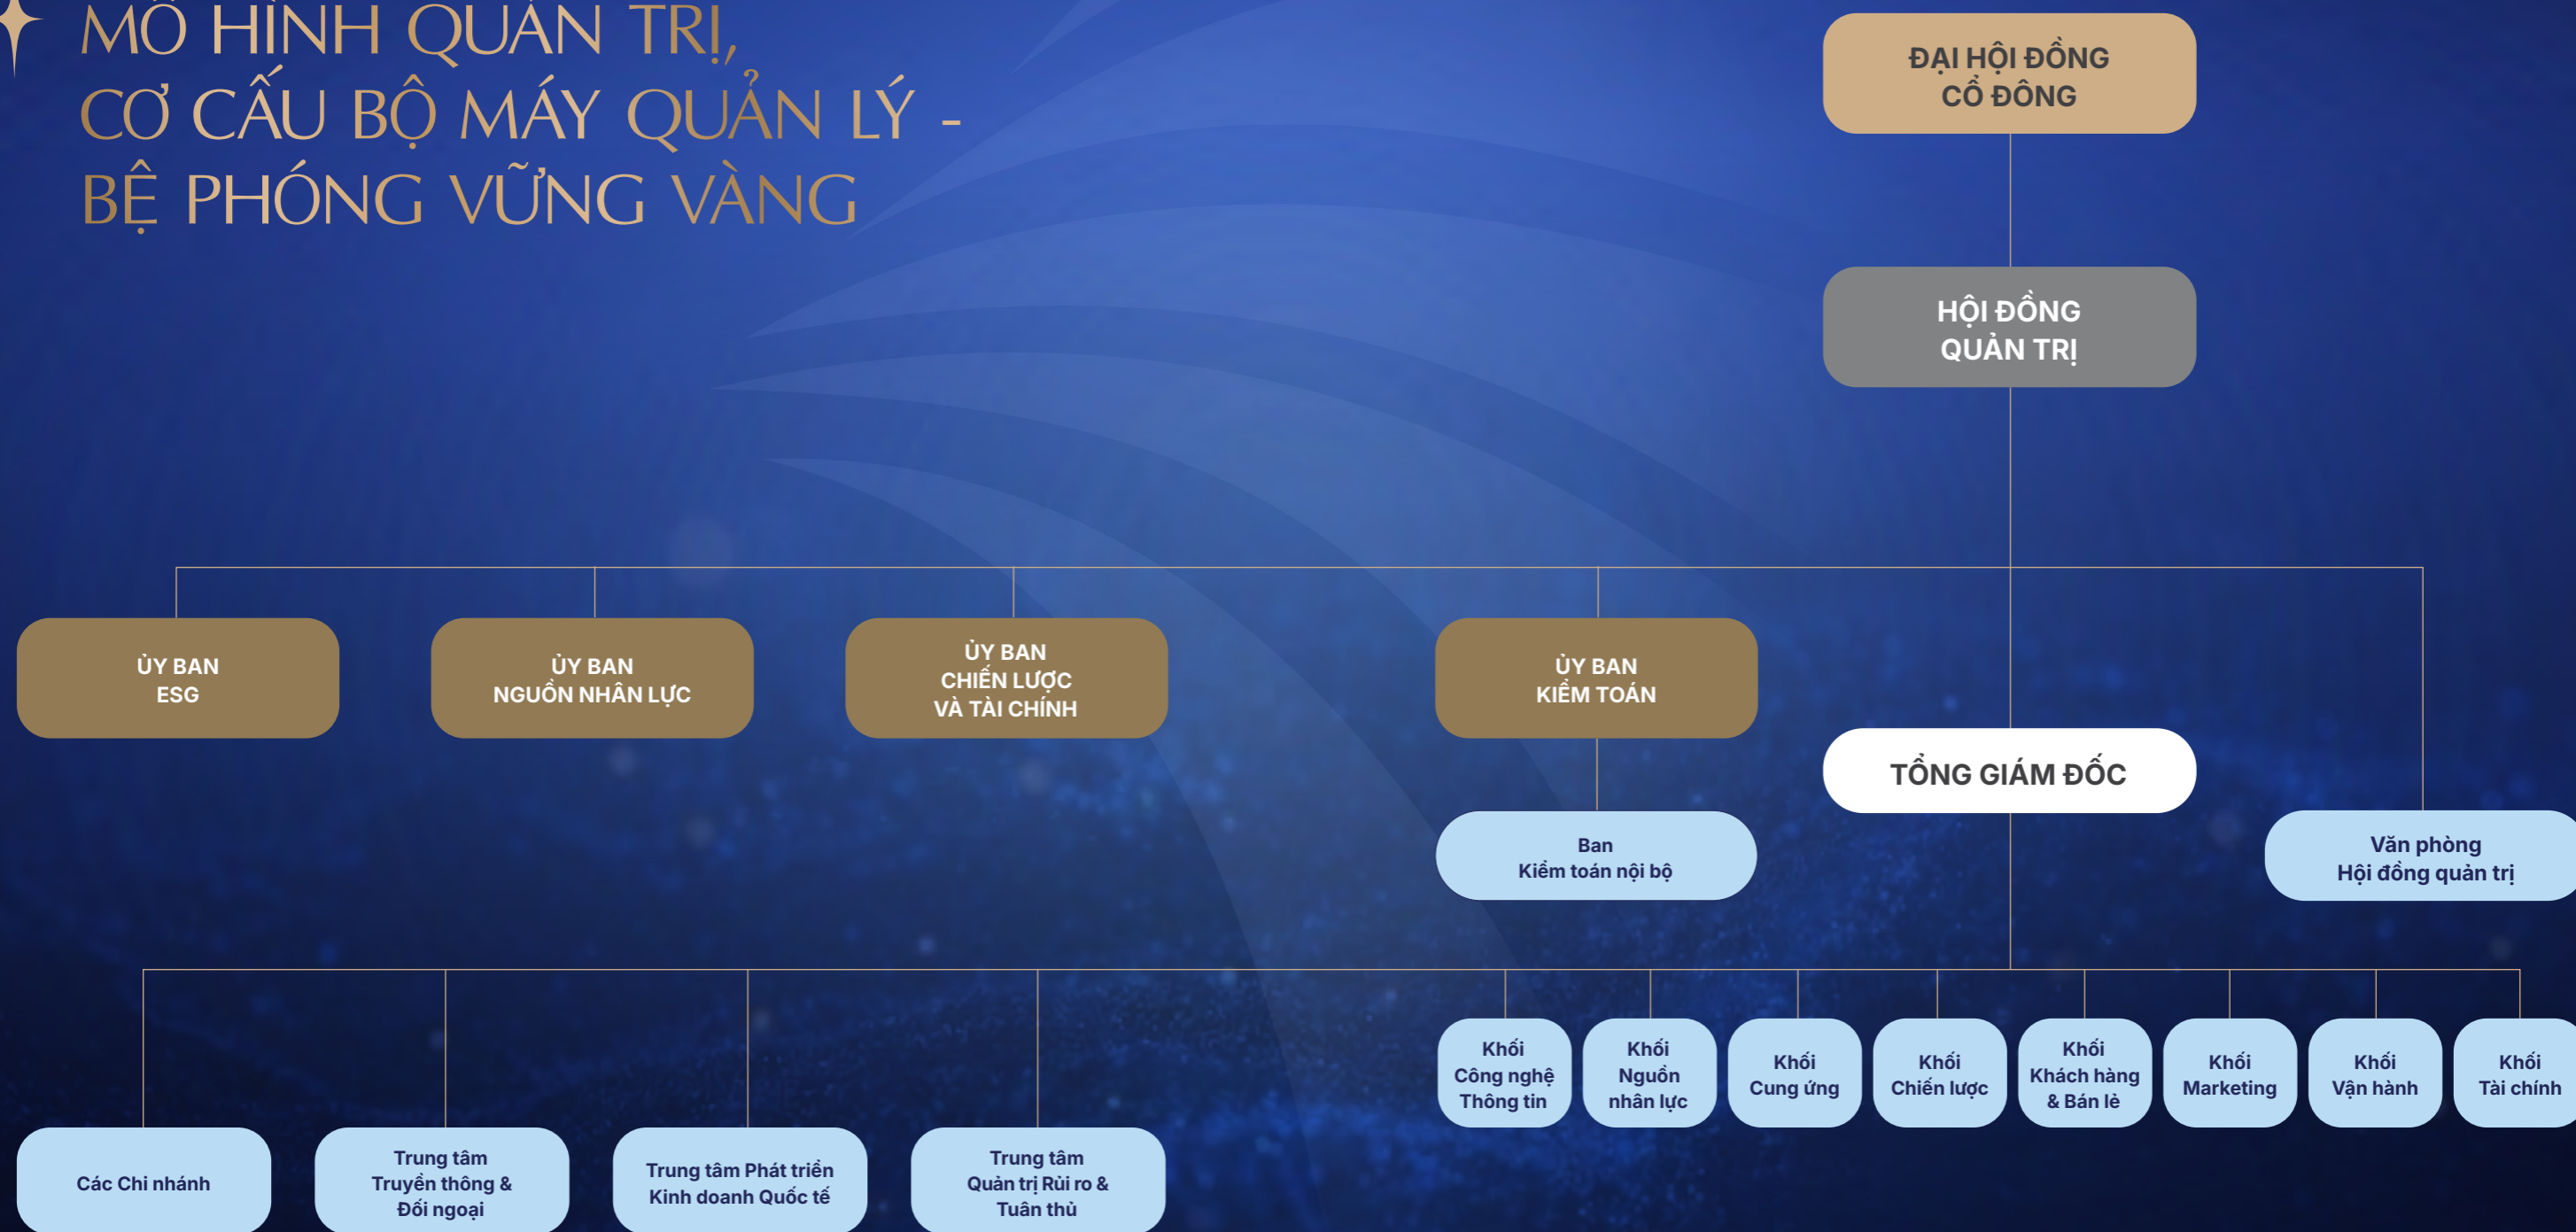 MÔ HÌNH QUẢN TRỊ,
CƠ CẤU BỘ MÁY QUẢN LÝ -
BỆ PHÓNG VỮNG VÀNG
ĐẠI HỘI ĐỒNG
CỔ ĐÔNG
HỘI ĐỒNG
QUẢN TRỊ
ỦY BAN
ESG
ỦY BAN
NGUỒN NHÂN LỰC
ỦY BAN
CHIẾN LƯỢC
VÀ TÀI CHÍNH
ỦY BAN
KIỂM TOÁN
TỔNG GIÁM ĐỐC
Ban
Kiểm toán nội bộ
Văn phòng
Hội đồng quản trị
Khối
Công nghệ
Thông tin
Khối
Nguồn
nhân lực
Khối
Cung ứng
Khối
Chiến lược
Khối
Khách hàng
& Bán lẻ
Khối
Marketing
Khối
Vận hành
Khối
Tài chính
Các Chi nhánh
Trung tâm
Truyền thông &
Đối ngoại
Trung tâm Phát triển
Kinh doanh Quốc tế
Trung tâm
Quản trị Rủi ro &
Tuân thủ